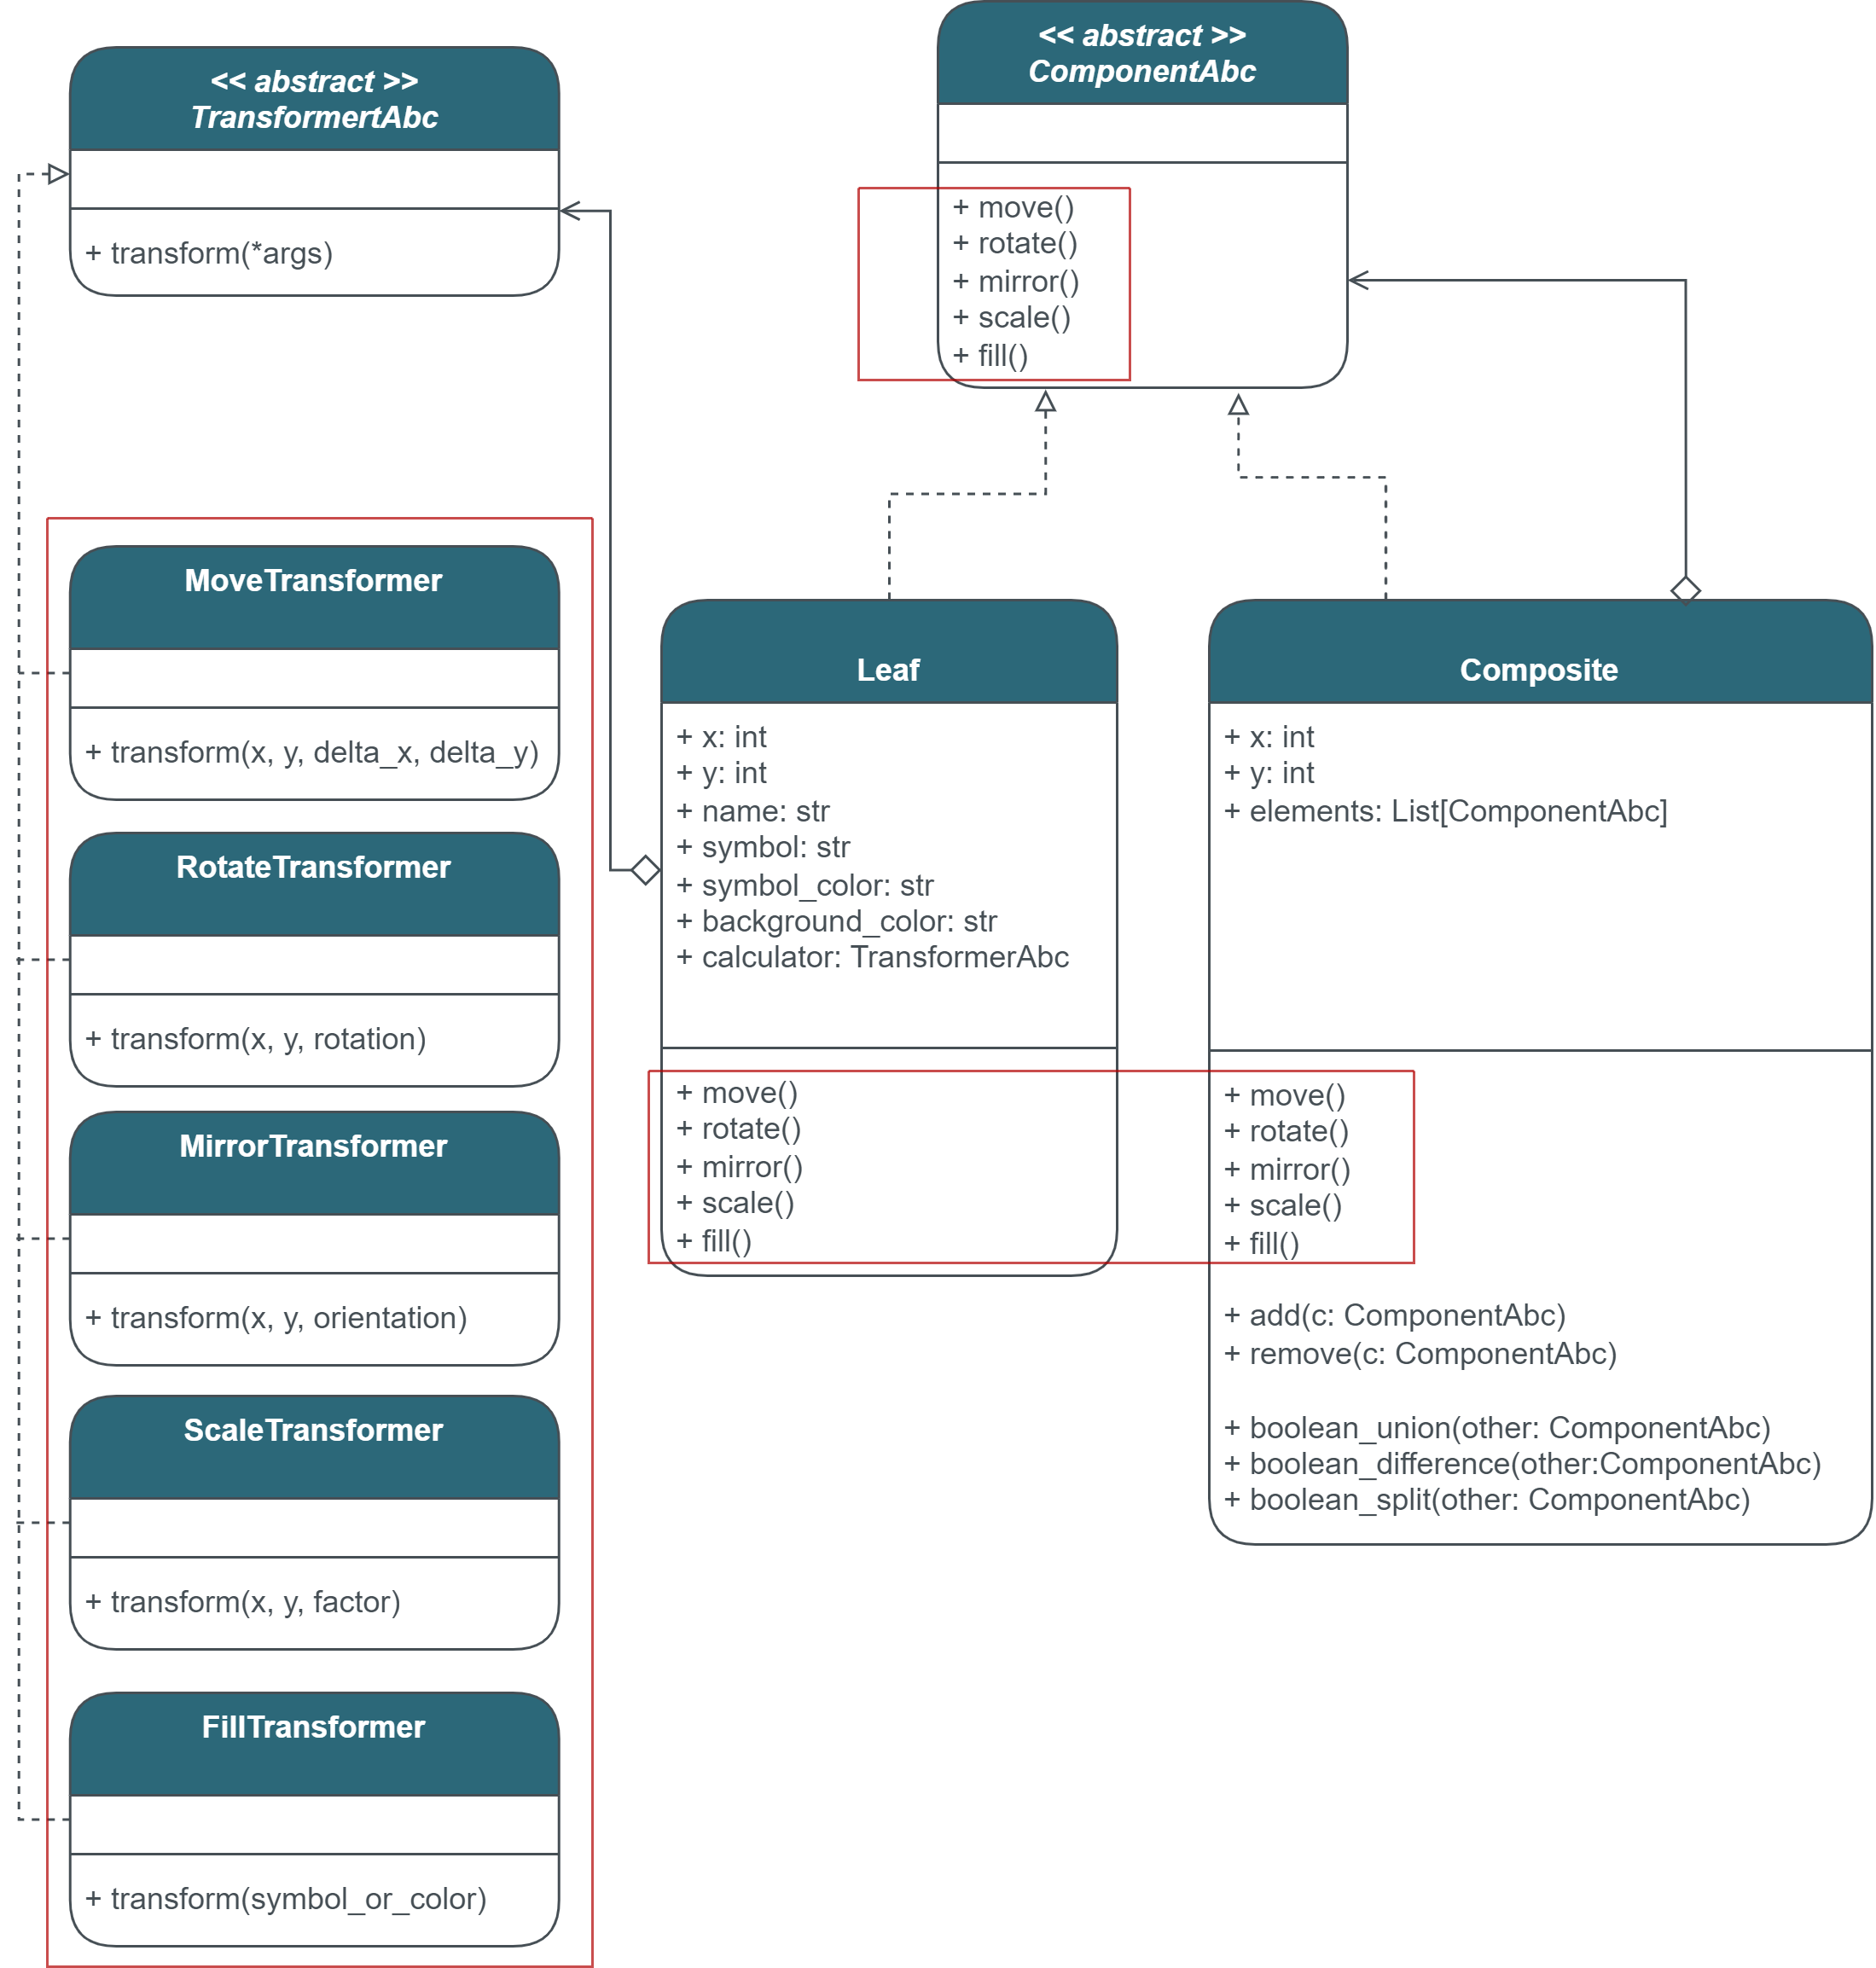 << abstract >>
TransformertAbc
+ transform(*args)
<< abstract >>
ComponentAbc
+ move()
+ rotate()
+ mirror()
+ scale()
+ fill()
MoveTransformer
+ transform(x, y, delta_x, delta_y)
RotateTransformer
+ transform(x, y, rotation)
MirrorTransformer
+ transform(x, y, orientation)
ScaleTransformer
+ transform(x, y, factor)
FillTransformer
+ transform(symbol_or_color)
Leaf
+ x: int
+ y: int
+ name: str
+ symbol: str
+ symbol_color: str
+ background_color: str
+ calculator: TransformerAbc
+ move()
+ rotate()
+ mirror()
+ scale()
+ fill()
Composite
+ x: int
+ y: int
+ elements: List[ComponentAbc]
+ move()
+ rotate()
+ mirror()
+ scale()
+ fill()
+ add(c: ComponentAbc)
+ remove(c: ComponentAbc)
+ boolean_union(other: ComponentAbc)
+ boolean_difference(other:ComponentAbc)
+ boolean_split(other: ComponentAbc)